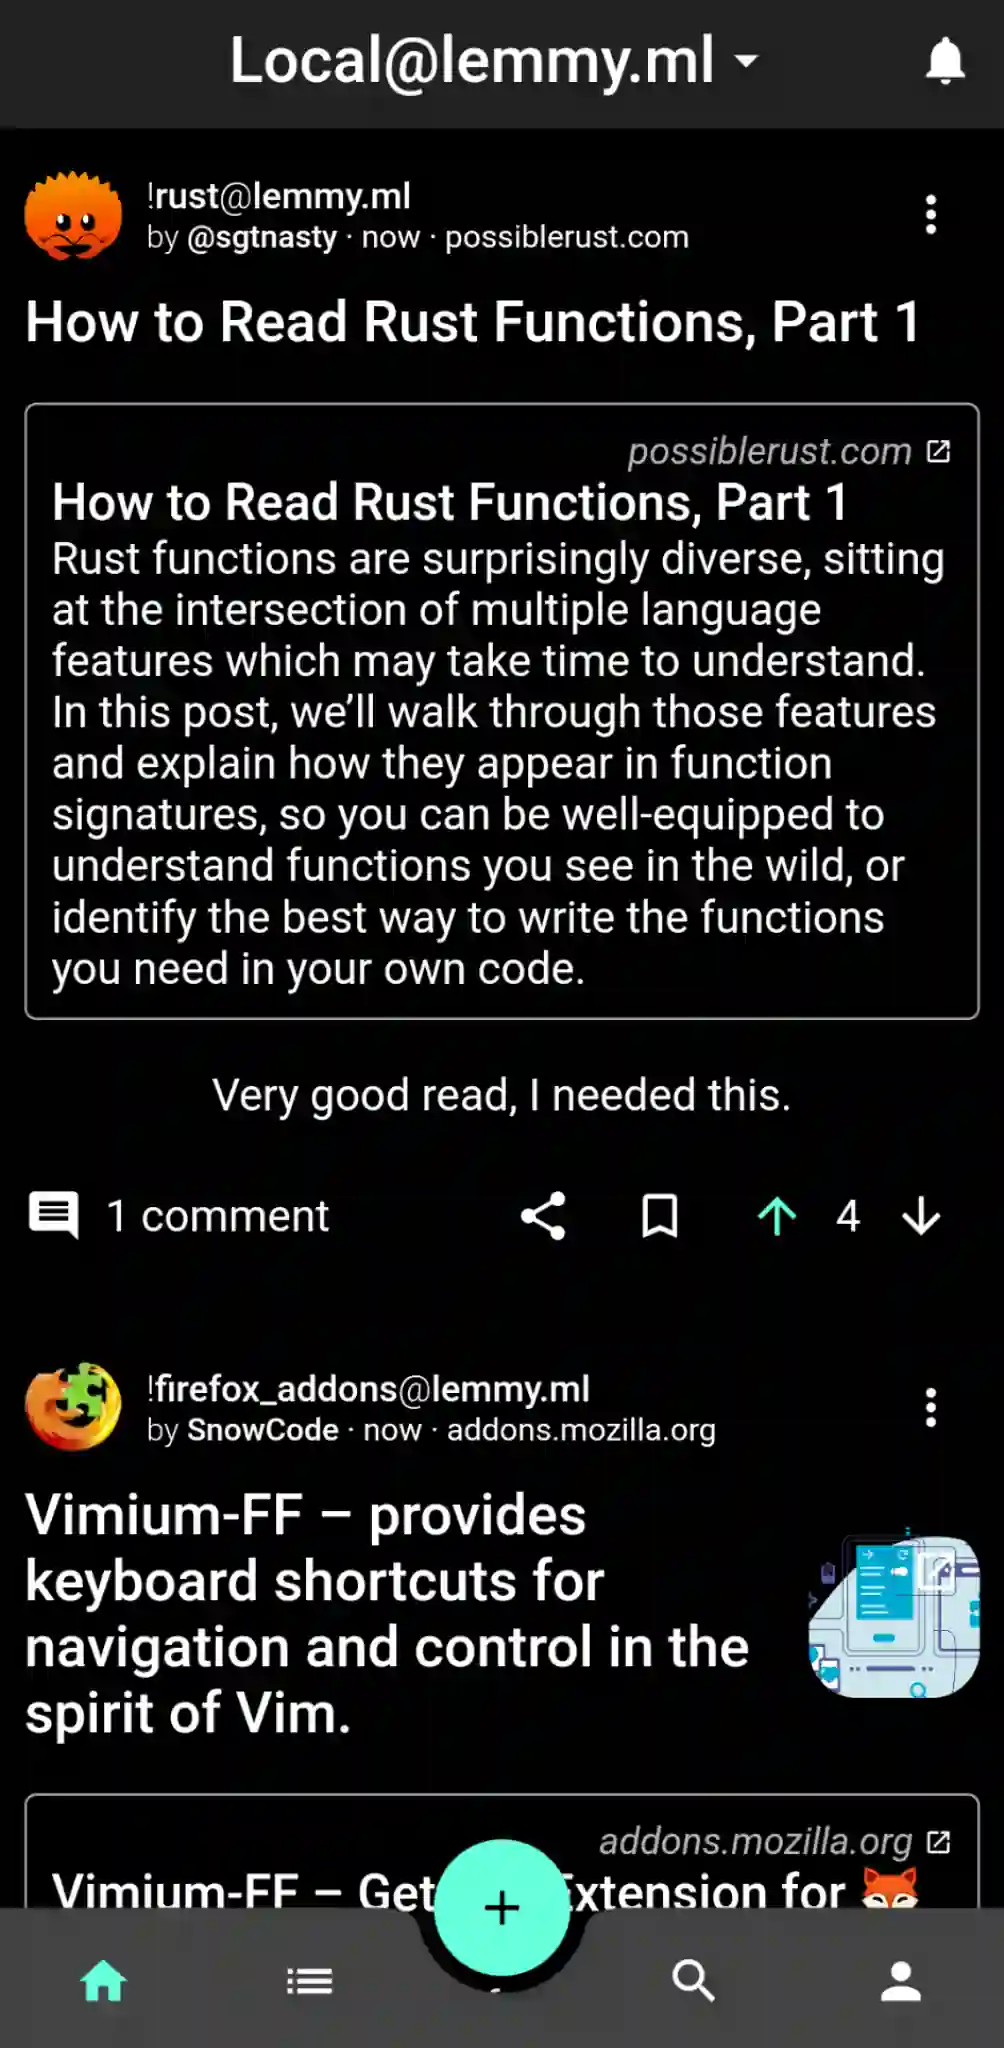 Local@lemmy.ml
!rust@lemmy.ml
by @sgtnasty · now · possiblerust.com
How to Read Rust Functions, Part 1
possiblerust.com
How to Read Rust Functions, Part 1
Rust functions are surprisingly diverse, sitting
at the intersection of multiple language
features which may take time to understand.
In this post, we’ll walk through those features
and explain how they appear in function
signatures, so you can be well-equipped to
understand functions you see in the wild, or
identify the best way to write the functions
you need in your own code.
Very good read, I needed this.
1 comment
4
!firefox_addons@lemmy.ml
by SnowCode · now · addons.mozilla.org
Vimium-FF – provides
keyboard shortcuts for
navigation and control in the
spirit of Vim.
addons.mozilla.org
Vimium-FF – Get Extension for 🦊